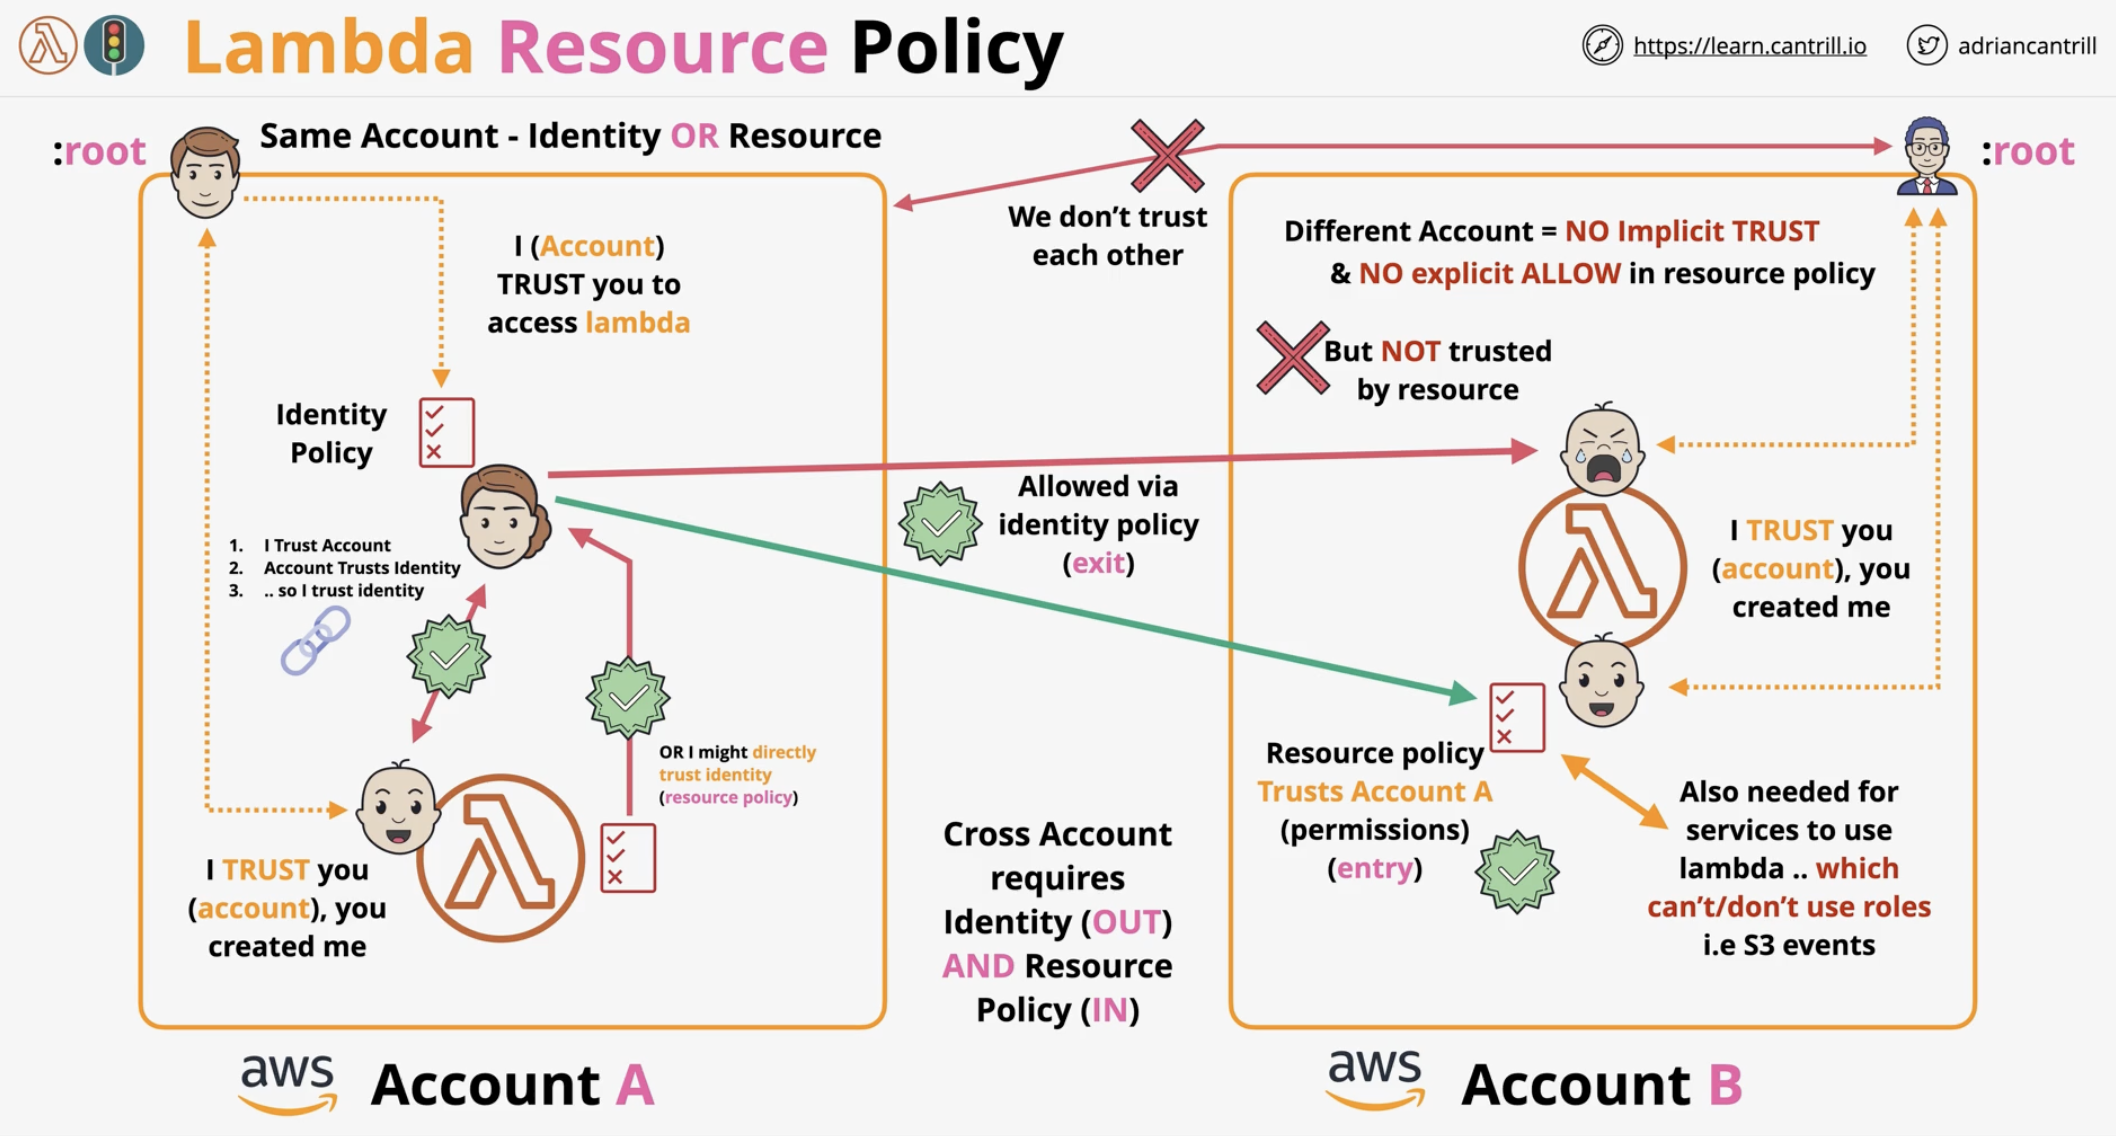 Lambda Resource Policy
https://learn.cantrill.io
adriancantrill
:root
Same Account - Identity OR Resource
I (Account)
TRUST you to
access lambda
Identity
Policy
1. I Trust Account
2. Account Trusts Identity
3. .. so I trust identity
OR I might directly
trust identity
(resource policy)
I TRUST you
(account), you
created me
aws
Account A
We don’t trust
each other
Allowed via
identity policy
(exit)
Cross Account
requires
Identity (OUT)
AND Resource
Policy (IN)
:root
Different Account = NO Implicit TRUST
& NO explicit ALLOW in resource policy
But NOT trusted
by resource
I TRUST you
(account), you
created me
Resource policy
Trusts Account A
(permissions)
(entry)
Also needed for
services to use
lambda .. which
can’t/don’t use roles
i.e S3 events
aws
Account B